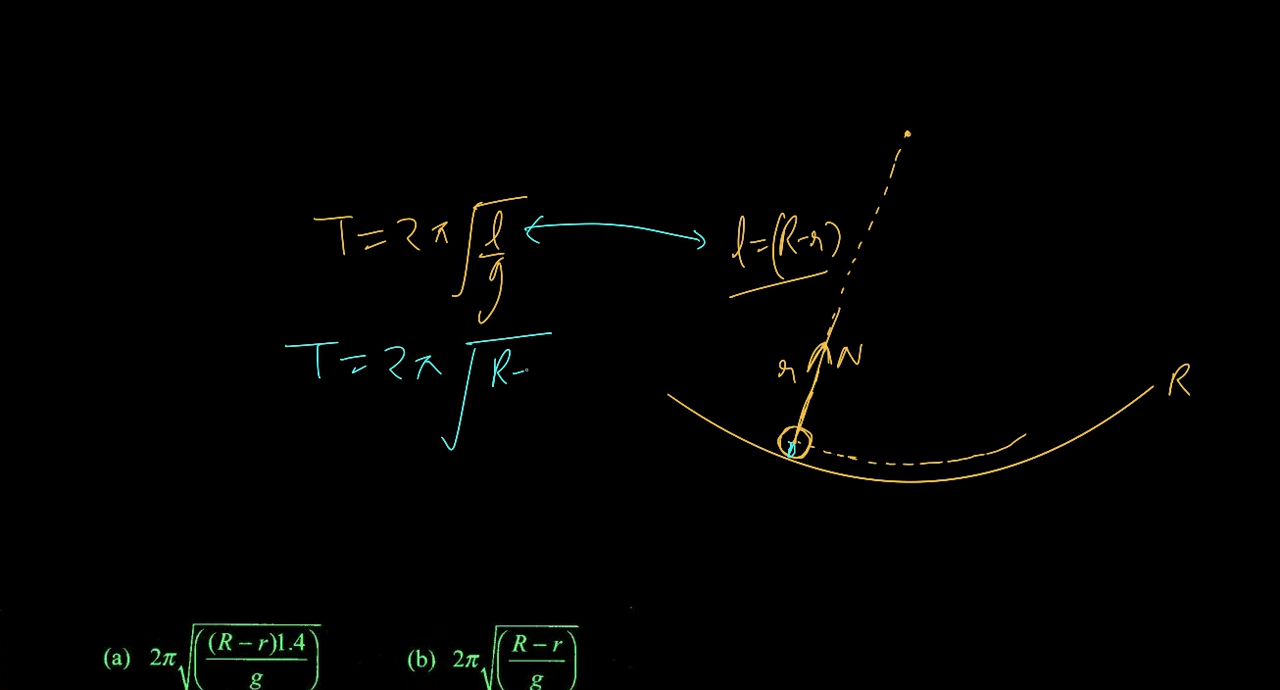 T = 2π √(l/g)
l = (R-r)
T = 2π √(R-
r
N
R
(a) 2π √(((R – r)1.4)/g)
(b) 2π √((R – r)/g)